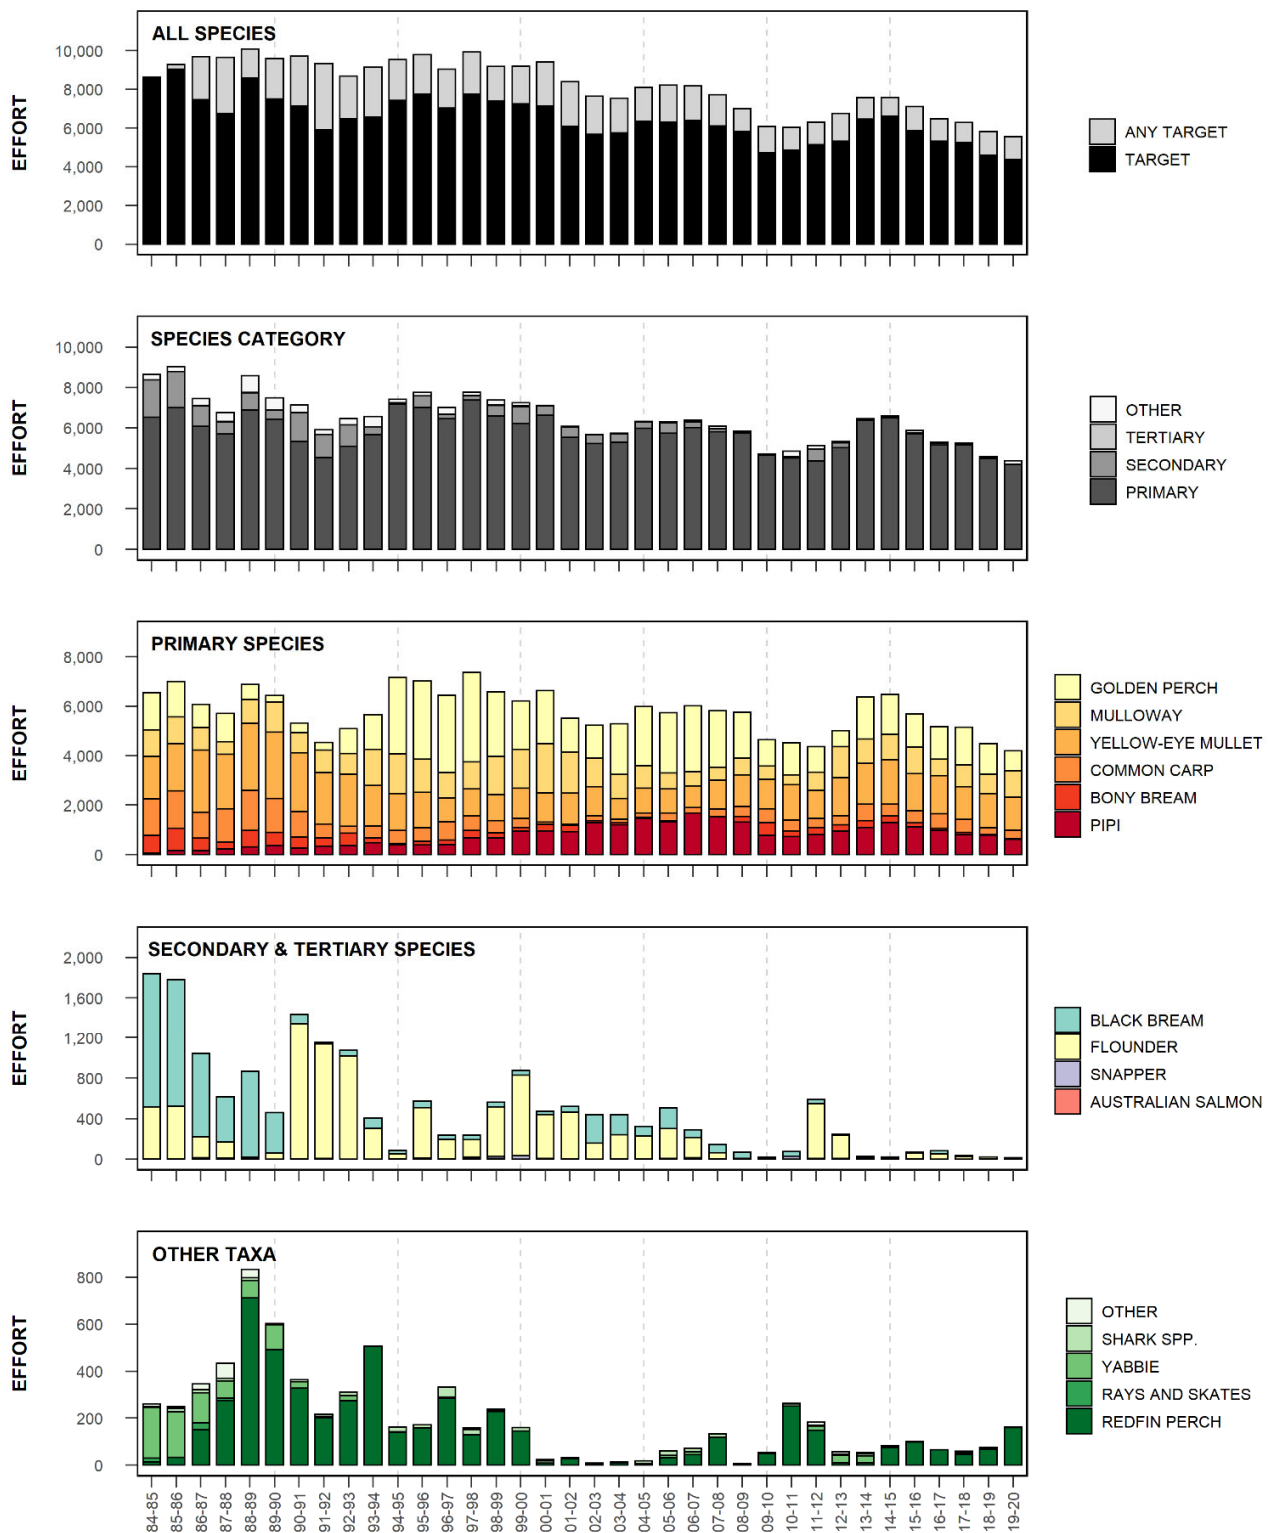 ALL SPECIES
EFFORT
10,000
8,000
6,000
4,000
2,000
0
ANY TARGET
TARGET
SPECIES CATEGORY
EFFORT
10,000
8,000
6,000
4,000
2,000
0
OTHER
TERTIARY
SECONDARY
PRIMARY
PRIMARY SPECIES
EFFORT
8,000
6,000
4,000
2,000
0
GOLDEN PERCH
MULLOWAY
YELLOW-EYE MULLET
COMMON CARP
BONY BREAM
PIPI
SECONDARY & TERTIARY SPECIES
EFFORT
2,000
1,600
1,200
800
400
0
BLACK BREAM
FLOUNDER
SNAPPER
AUSTRALIAN SALMON
OTHER TAXA
EFFORT
800
600
400
200
0
OTHER
SHARK SPP.
YABBIE
RAYS AND SKATES
REDFIN PERCH
84-85
85-86
86-87
87-88
88-89
89-90
90-91
91-92
92-93
93-94
94-95
95-96
96-97
97-98
98-99
99-00
00-01
01-02
02-03
03-04
04-05
05-06
06-07
07-08
08-09
09-10
10-11
11-12
12-13
13-14
14-15
15-16
16-17
17-18
18-19
19-20